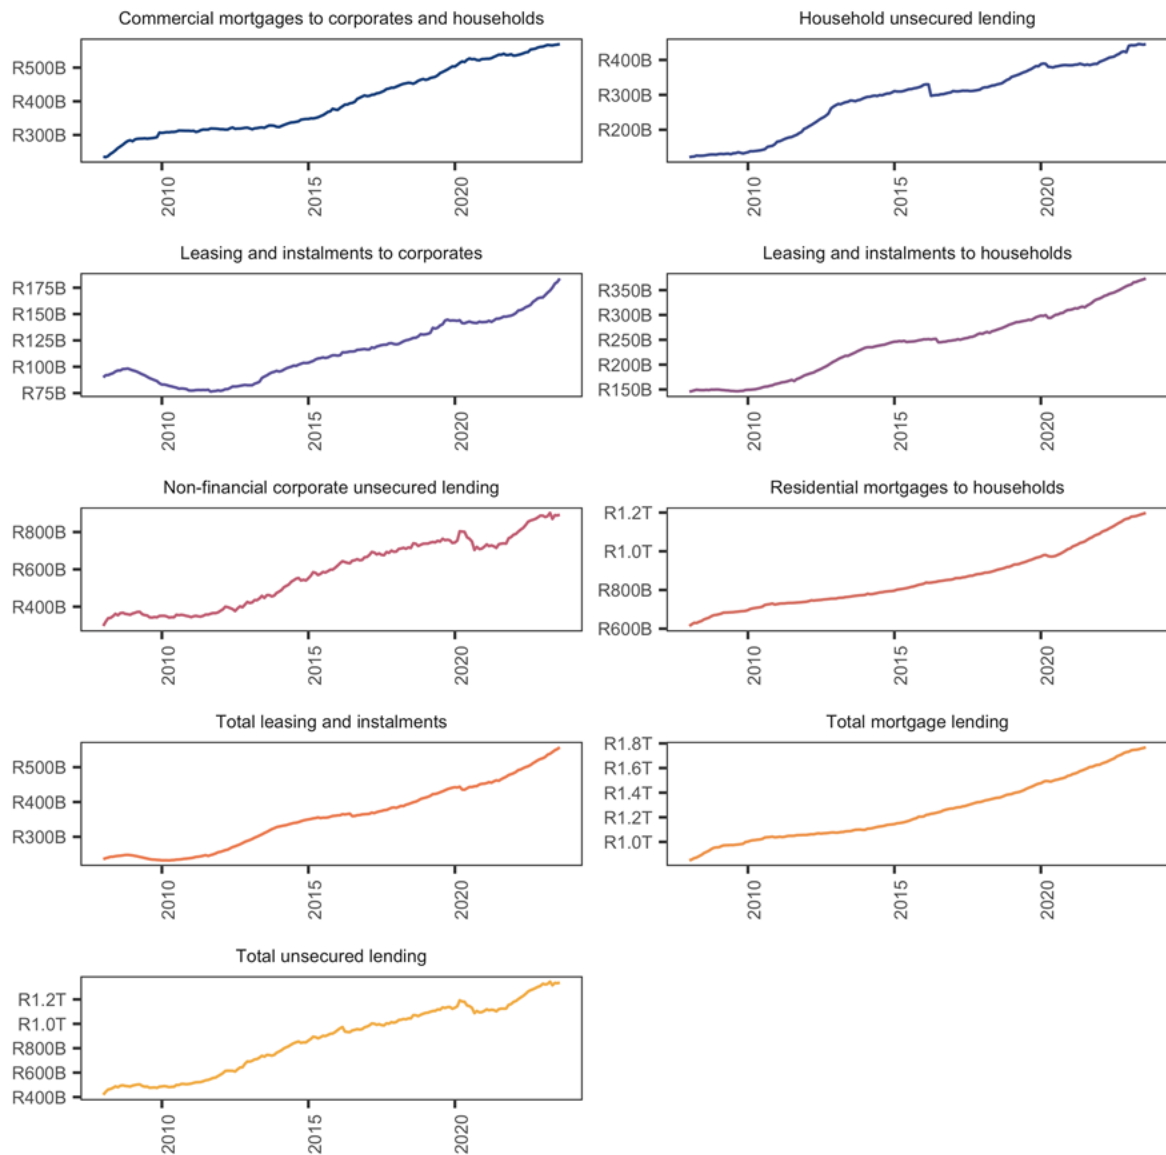 Commercial mortgages to corporates and households
R500B
R400B
R300B
2010
2015
2020
Household unsecured lending
R400B
R300B
R200B
2010
2015
2020
Leasing and instalments to corporates
R175B
R150B
R125B
R100B
R75B
2010
2015
2020
Leasing and instalments to households
R350B
R300B
R250B
R200B
R150B
2010
2015
2020
Non-financial corporate unsecured lending
R800B
R600B
R400B
2010
2015
2020
Residential mortgages to households
R1.2T
R1.0T
R800B
R600B
2010
2015
2020
Total leasing and instalments
R500B
R400B
R300B
2010
2015
2020
Total mortgage lending
R1.8T
R1.6T
R1.4T
R1.2T
R1.0T
2010
2015
2020
Total unsecured lending
R1.2T
R1.0T
R800B
R600B
R400B
2010
2015
2020